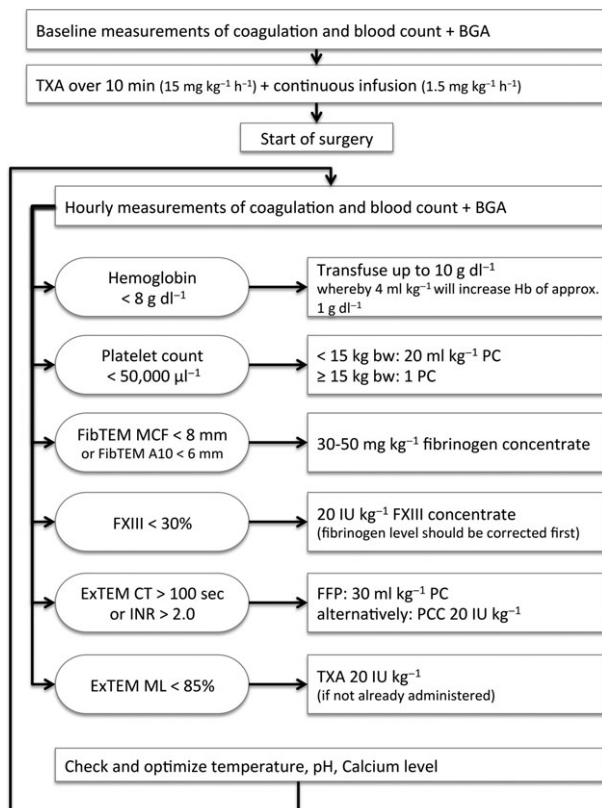 Baseline measurements of coagulation and blood count + BGA
TXA over 10 min (15 mg kg⁻¹ h⁻¹) + continuous infusion (1.5 mg kg⁻¹ h⁻¹)
Start of surgery
Hourly measurements of coagulation and blood count + BGA
Hemoglobin
< 8 g dl⁻¹
Transfuse up to 10 g dl⁻¹
whereby 4 ml kg⁻¹ will increase Hb of approx.
1 g dl⁻¹
Platelet count
< 50,000 µl⁻¹
< 15 kg bw: 20 ml kg⁻¹ PC
≥ 15 kg bw: 1 PC
FibTEM MCF < 8 mm
or FibTEM A10 < 6 mm
30-50 mg kg⁻¹ fibrinogen concentrate
FXIII < 30%
20 IU kg⁻¹ FXIII concentrate
(fibrinogen level should be corrected first)
ExTEM CT > 100 sec
or INR > 2.0
FFP: 30 ml kg⁻¹ PC
alternatively: PCC 20 IU kg⁻¹
ExTEM ML < 85%
TXA 20 IU kg⁻¹
(if not already administered)
Check and optimize temperature, pH, Calcium level